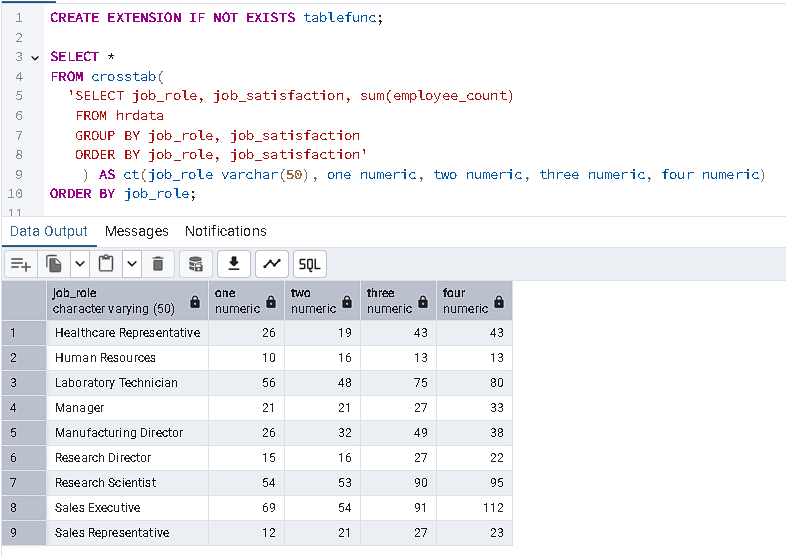 1 CREATE EXTENSION IF NOT EXISTS tablefunc;
2
3 SELECT *
4 FROM crosstab(
5 'SELECT job_role, job_satisfaction, sum(employee_count)
6 FROM hrdata
7 GROUP BY job_role, job_satisfaction
8 ORDER BY job_role, job_satisfaction'
9 ) AS ct(job_role varchar(50), one numeric, two numeric, three numeric, four numeric)
10 ORDER BY job_role;
11
Data Output Messages Notifications
SQL
job_role one two three four
character varying (50) numeric numeric numeric numeric
1 Healthcare Representative 26 19 43 43
2 Human Resources 10 16 13 13
3 Laboratory Technician 56 48 75 80
4 Manager 21 21 27 33
5 Manufacturing Director 26 32 49 38
6 Research Director 15 16 27 22
7 Research Scientist 54 53 90 95
8 Sales Executive 69 54 91 112
9 Sales Representative 12 21 27 23